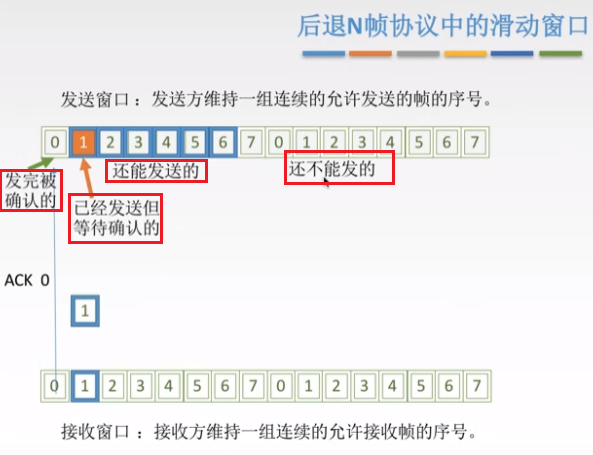 后退N帧协议中的滑动窗口
发送窗口：发送方维持一组连续的允许发送的帧的序号。
0 1 2 3 4 5 6 7 0 1 2 3 4 5 6 7
还能发送的
还不能发的
发完被
确认的
已经发送但
等待确认的
ACK 0
1
0 1 2 3 4 5 6 7 0 1 2 3 4 5 6 7
接收窗口：接收方维持一组连续的允许接收帧的序号。